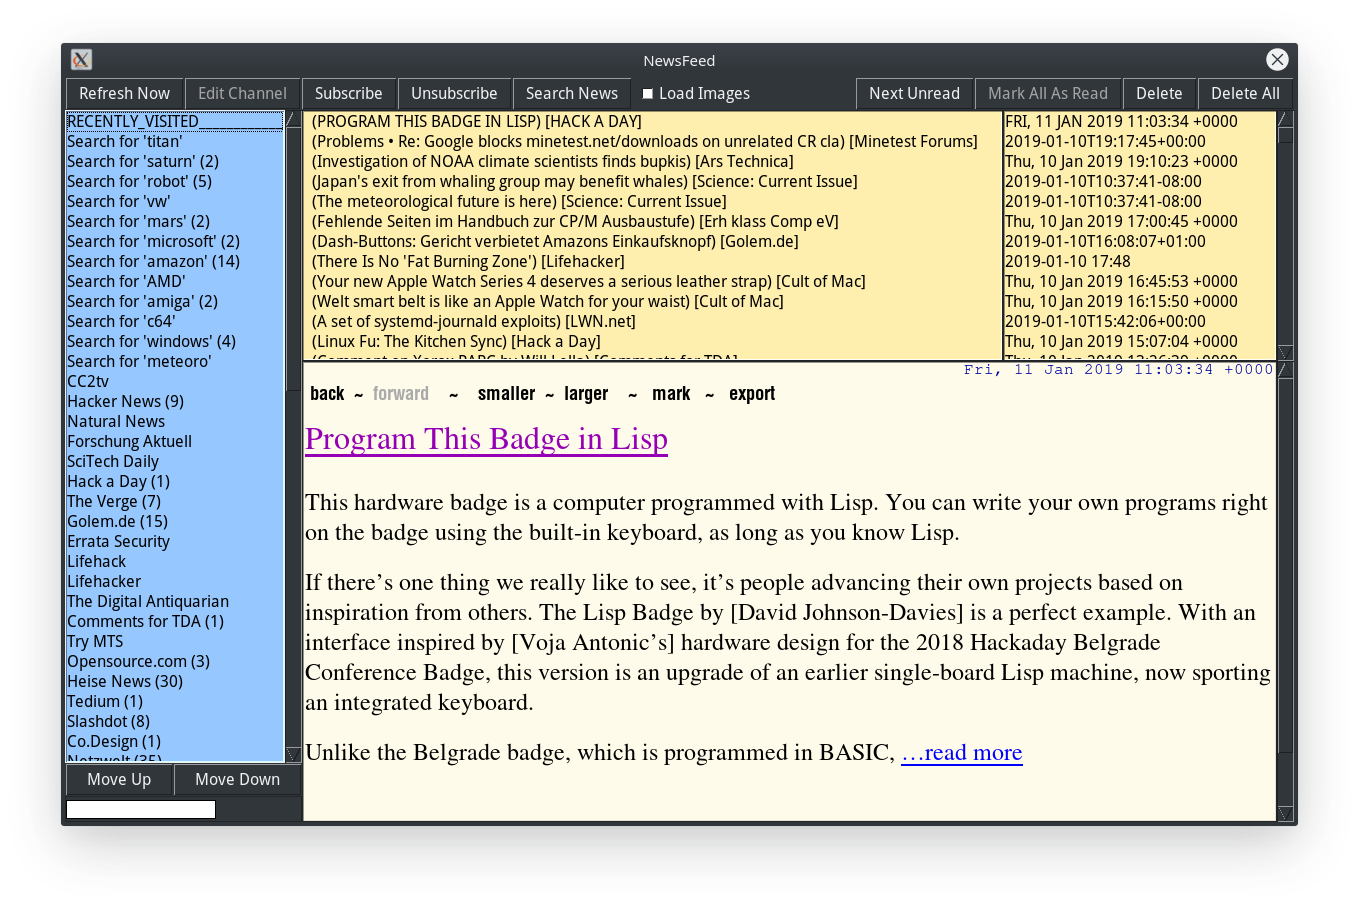 NewsFeed
Refresh Now Edit Channel Subscribe Unsubscribe Search News Load Images Next Unread Mark All As Read Delete Delete All
RECENTLY_VISITED
Search for 'titan'
Search for 'saturn' (2)
Search for 'robot' (5)
Search for 'vw'
Search for 'mars' (2)
Search for 'microsoft' (2)
Search for 'amazon' (14)
Search for 'AMD'
Search for 'amiga' (2)
Search for 'c64'
Search for 'windows' (4)
Search for 'meteoro'
CC2tv
Hacker News (9)
Natural News
Forschung Aktuell
SciTech Daily
Hack a Day (1)
The Verge (7)
Golem.de (15)
Errata Security
Lifehack
Lifehacker
The Digital Antiquarian
Comments for TDA (1)
Try MTS
Opensource.com (3)
Heise News (30)
Tedium (1)
Slashdot (8)
Co.Design (1)
Netzwelt (35)
Move Up Move Down
(PROGRAM THIS BADGE IN LISP) [HACK A DAY] FRI, 11 JAN 2019 11:03:34 +0000
(Problems • Re: Google blocks minetest.net/downloads on unrelated CR cla) [Minetest Forums] 2019-01-10T19:17:45+00:00
(Investigation of NOAA climate scientists finds bupkis) [Ars Technica] Thu, 10 Jan 2019 19:10:23 +0000
(Japan's exit from whaling group may benefit whales) [Science: Current Issue] 2019-01-10T10:37:41-08:00
(The meteorological future is here) [Science: Current Issue] 2019-01-10T10:37:41-08:00
(Fehlende Seiten im Handbuch zur CP/M Ausbaustufe) [Erh klass Comp eV] Thu, 10 Jan 2019 17:00:45 +0000
(Dash-Buttons: Gericht verbietet Amazons Einkaufsknopf) [Golem.de] 2019-01-10T16:08:07+01:00
(There Is No 'Fat Burning Zone') [Lifehacker] 2019-01-10 17:48
(Your new Apple Watch Series 4 deserves a serious leather strap) [Cult of Mac] Thu, 10 Jan 2019 16:45:53 +0000
(Welt smart belt is like an Apple Watch for your waist) [Cult of Mac] Thu, 10 Jan 2019 16:15:50 +0000
(A set of systemd-journald exploits) [LWN.net] 2019-01-10T15:42:06+00:00
(Linux Fu: The Kitchen Sync) [Hack a Day] Thu, 10 Jan 2019 15:07:04 +0000
Fri, 11 Jan 2019 11:03:34 +0000
back ~ forward ~ smaller ~ larger ~ mark ~ export
Program This Badge in Lisp
This hardware badge is a computer programmed with Lisp. You can write your own programs right
on the badge using the built-in keyboard, as long as you know Lisp.
If there’s one thing we really like to see, it’s people advancing their own projects based on
inspiration from others. The Lisp Badge by [David Johnson-Davies] is a perfect example. With an
interface inspired by [Voja Antonic’s] hardware design for the 2018 Hackaday Belgrade
Conference Badge, this version is an upgrade of an earlier single-board Lisp machine, now sporting
an integrated keyboard.
Unlike the Belgrade badge, which is programmed in BASIC, …read more